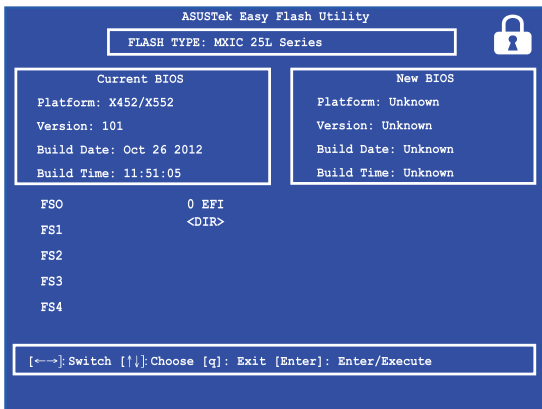 ASUSTek Easy Flash Utility
FLASH TYPE: MXIC 25L Series
Current BIOS
Platform: X452/X552
Version: 101
Build Date: Oct 26 2012
Build Time: 11:51:05
New BIOS
Platform: Unknown
Version: Unknown
Build Date: Unknown
Build Time: Unknown
FSO
FS1
FS2
FS3
FS4
0 EFI
<DIR>
[←→]: Switch [↑↓]: Choose [q]: Exit [Enter]: Enter/Execute